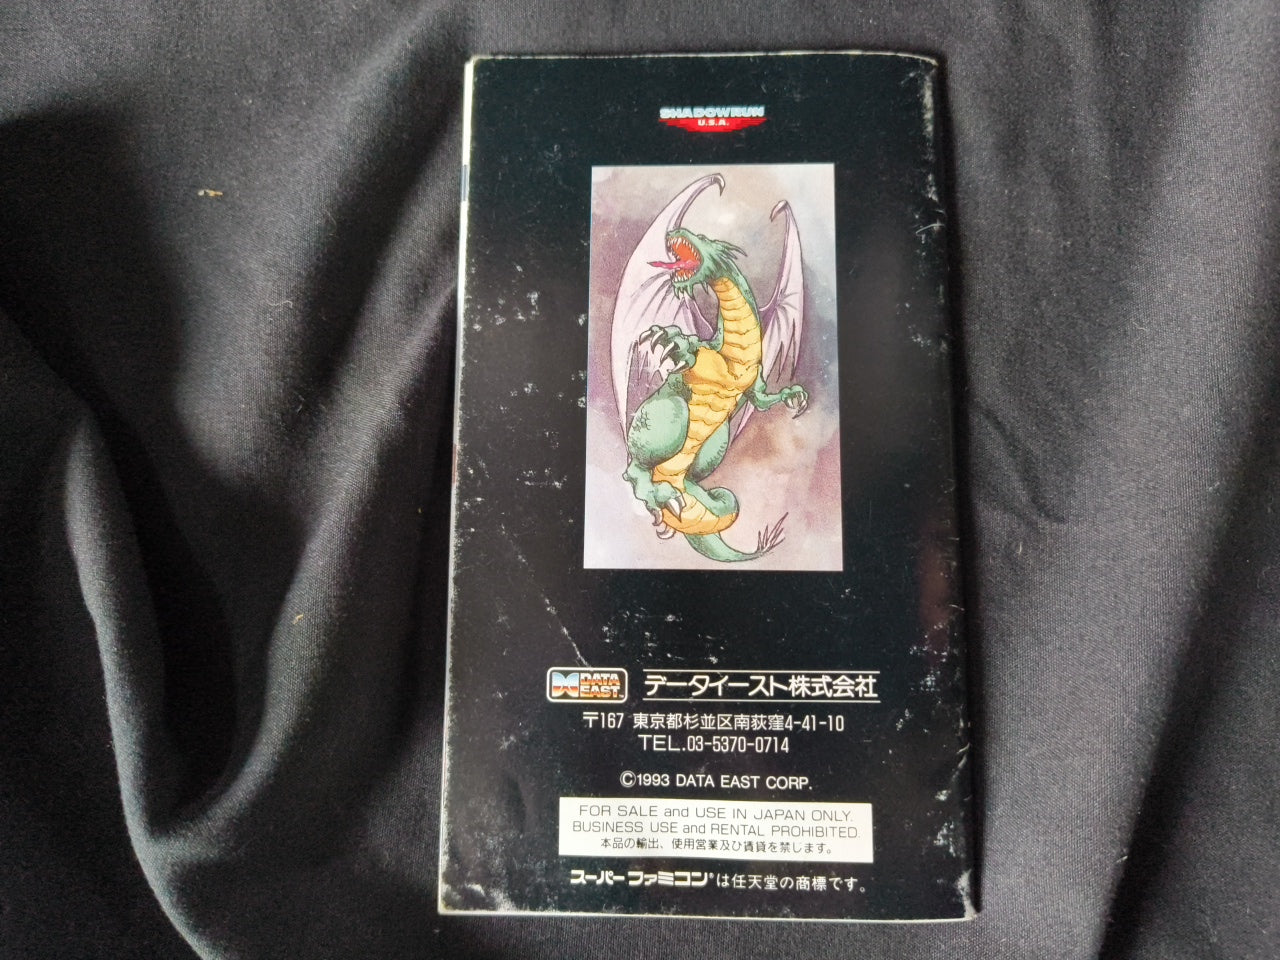 SHADOWRUN
U.S.A.
DATA EAST™ データイースト株式会社
〒167 東京都杉並区南荻窪4-41-10
TEL.03-5370-0714
©1993 DATA EAST CORP.
FOR SALE and USE IN JAPAN ONLY.
BUSINESS USE and RENTAL PROHIBITED.
本品の輸出、使用営業及び賃貸を禁じます。
スーパーファミコン®は任天堂の商標です。